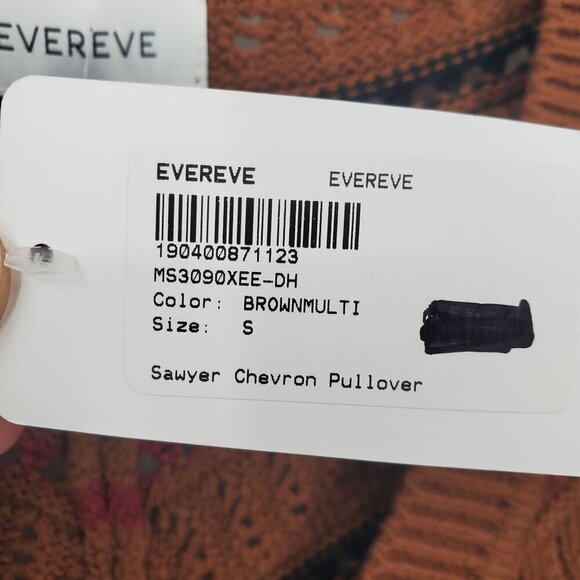 EVEREVE
EVEREVE EVEREVE
190400871123
MS3090XEE-DH
Color: BROWNMULTI
Size: S
Sawyer Chevron Pullover